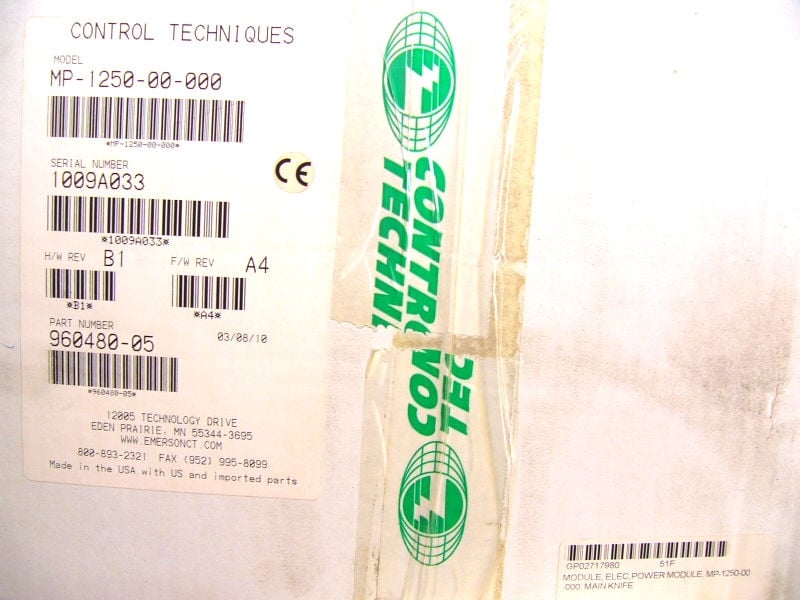 CONTROL TECHNIQUES
MODEL
MP-1250-00-000
*MP-1250-00-000*
SERIAL NUMBER
1009A033
*1009A033*
H/W REV B1 F/W REV A4
*B1* *A4*
PART NUMBER
960480-05 03/08/10
*960480-05*
12005 TECHNOLOGY DRIVE
EDEN PRAIRIE, MN 55344-3695
WWW.EMERSONCT.COM
800-893-2321 FAX (952) 995-8099
Made in the USA with US and imported parts
CE
CONTRO
TECHNI
CON
TEC
GP02717980 51F
MODULE, ELEC,POWER MODULE, MP-1250-00
000, MAIN KNIFE